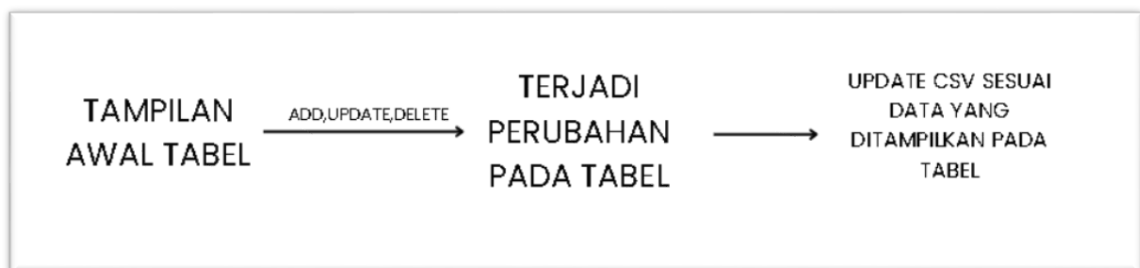 TAMPILAN
AWAL TABEL
ADD,UPDATE,DELETE
TERJADI
PERUBAHAN
PADA TABEL
UPDATE CSV SESUAI
DATA YANG
DITAMPILKAN PADA
TABEL